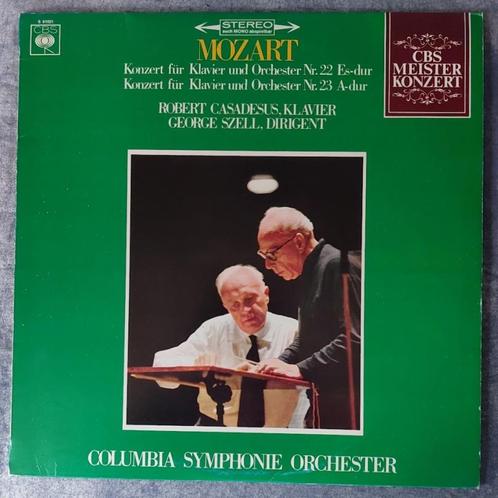 CBS
STEREO
auch MONO abspielbar
MOZART
Konzert für Klavier und Orchester Nr. 22 Es-dur
Konzert für Klavier und Orchester Nr. 23 A-dur
ROBERT CASADESUS, KLAVIER
GEORGE SZELL, DIRIGENT
CBS
MEISTER
KONZERT
COLUMBIA SYMPHONIE ORCHESTER